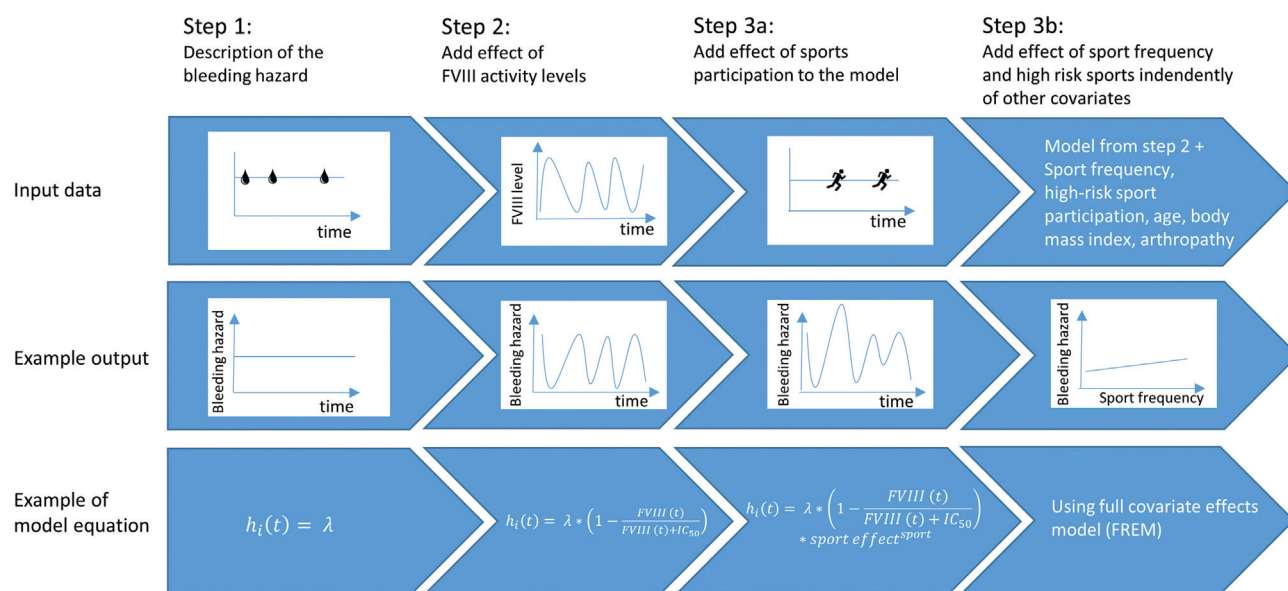 Step 1:
Description of the
bleeding hazard
Step 2:
Add effect of
FVIII activity levels
Step 3a:
Add effect of sports
participation to the model
Step 3b:
Add effect of sport frequency
and high risk sports indendently
of other covariates
Input data
time
FVIII level
time
time
Model from step 2 +
Sport frequency,
high-risk sport
participation, age, body
mass index, arthropathy
Example output
Bleeding hazard
time
Bleeding hazard
time
Bleeding hazard
time
Bleeding hazard
Sport frequency
Example of
model equation
h_i(t) = λ
h_i(t) = λ * (1 − FVIII (t) / FVIII (t)+IC_50)
h_i(t) = λ * (1 − FVIII (t) / FVIII (t) + IC_50)
* sport effect^sport
Using full covariate effects
model (FREM)